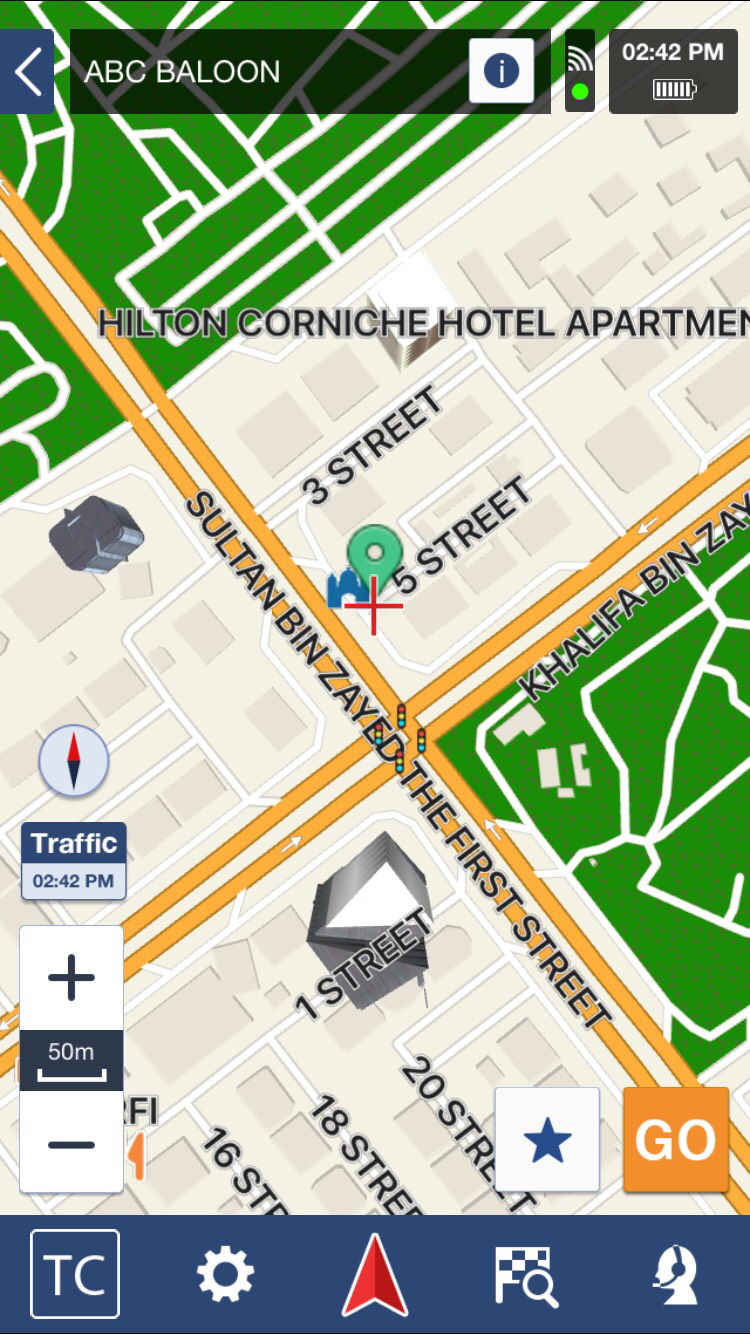 ABC BALOON
i
02:42 PM
HILTON CORNICHE HOTEL APARTMEN
3 STREET
5 STREET
SULTAN BIN ZAYED THE FIRST STREET
KHALIFA BIN ZAY
Traffic
02:42 PM
1 STREET
50m
RFI
20 STREET
18 STREE
16 STR
GO
TC